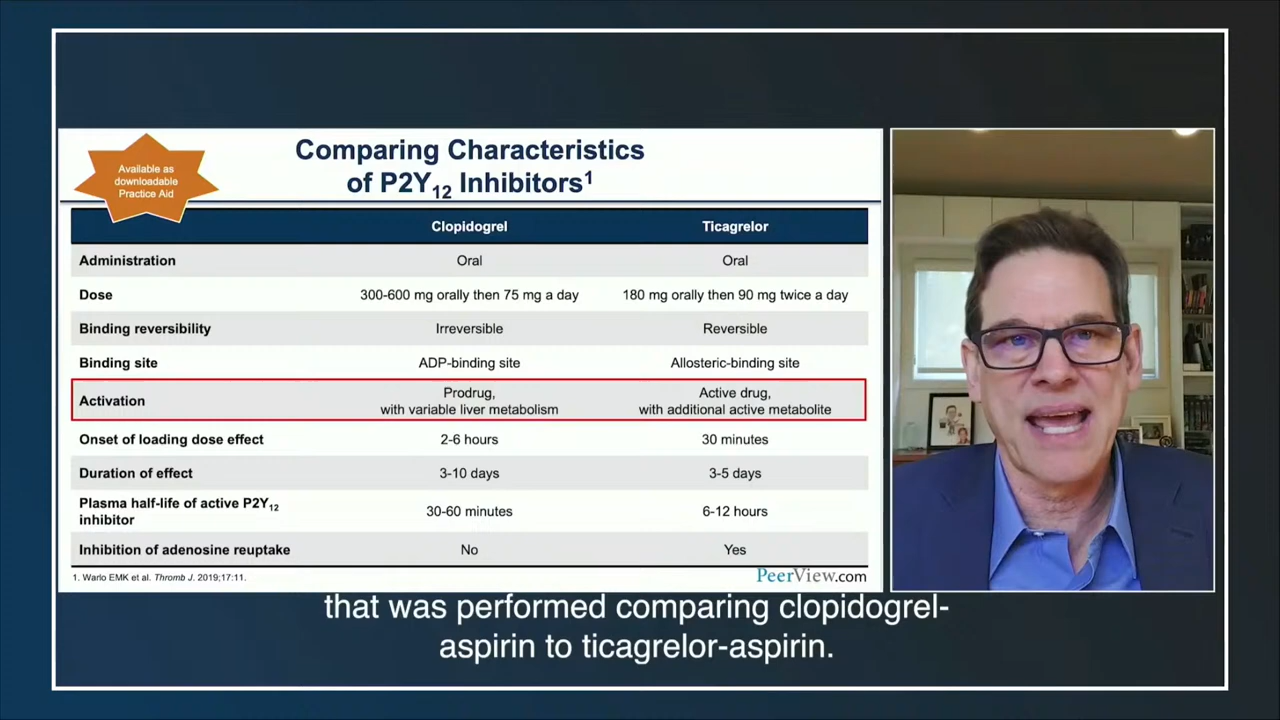 Available as
downloadable
Practice Aid
Comparing Characteristics
of P2Y12 Inhibitors1
Clopidogrel Ticagrelor
Administration Oral Oral
Dose 300-600 mg orally then 75 mg a day 180 mg orally then 90 mg twice a day
Binding reversibility Irreversible Reversible
Binding site ADP-binding site Allosteric-binding site
Activation Prodrug, with variable liver metabolism Active drug, with additional active metabolite
Onset of loading dose effect 2-6 hours 30 minutes
Duration of effect 3-10 days 3-5 days
Plasma half-life of active P2Y12 inhibitor 30-60 minutes 6-12 hours
Inhibition of adenosine reuptake No Yes
1. Warlo EMK et al. Thromb J. 2019;17:11.
PeerView.com
that was performed comparing clopidogrel-
aspirin to ticagrelor-aspirin.